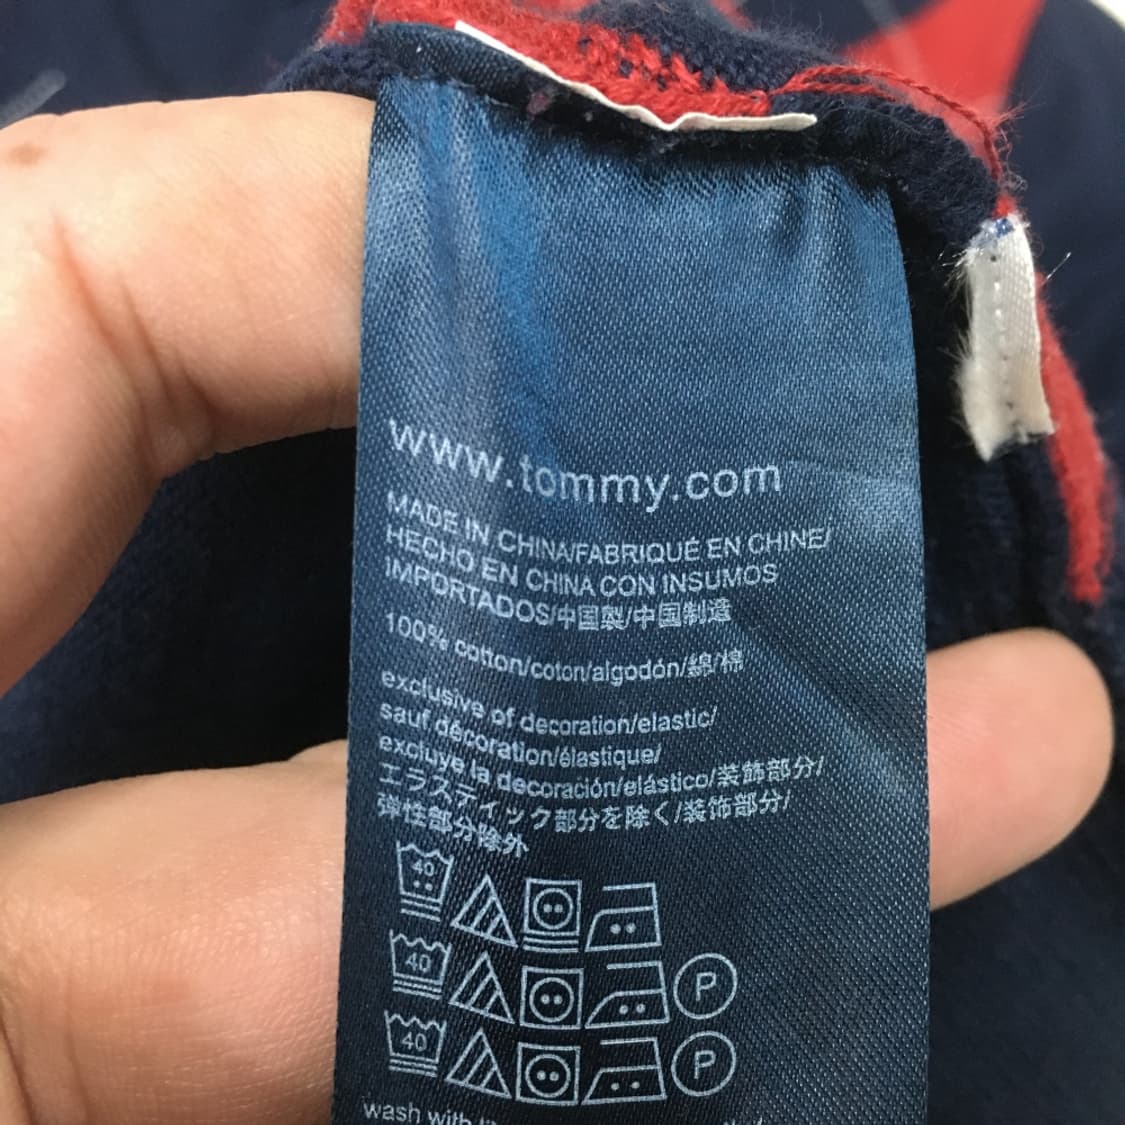 www.tommy.com
MADE IN CHINA/FABRIQUÉ EN CHINE/
HECHO EN CHINA CON INSUMOS
IMPORTADOS/中国製/中国制造
100% cotton/coton/algodón/綿/棉
exclusive of decoration/elastic/
sauf décoration/élastique/
excluye la decoración/elástico/装飾部分/
エラスティック部分を除く/装饰部分/
弹性部分除外
40
40 P
40 P
wash with